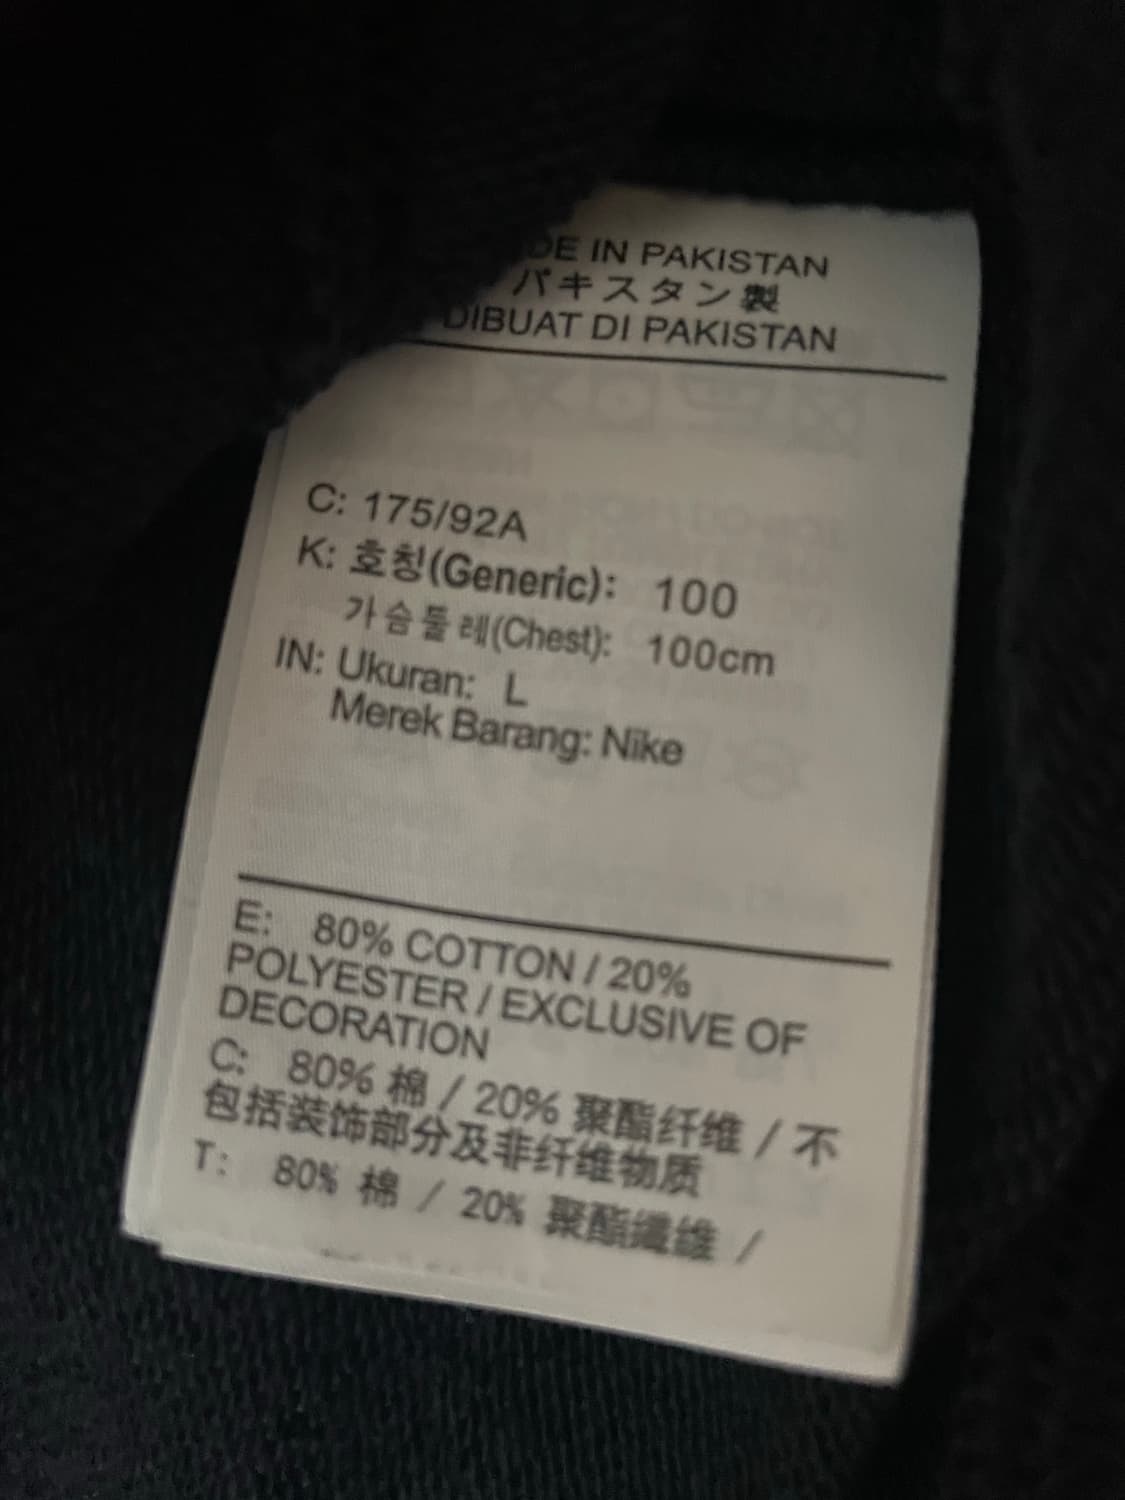 DE IN PAKISTAN
パキスタン製
DIBUAT DI PAKISTAN
C: 175/92A
K: 호칭(Generic): 100
가슴둘레(Chest): 100cm
IN: Ukuran: L
Merek Barang: Nike
E: 80% COTTON / 20%
POLYESTER / EXCLUSIVE OF
DECORATION
C: 80% 棉 / 20% 聚酯纤维 / 不
包括装饰部分及非纤维物质
T: 80% 棉 / 20% 聚酯纖維 /